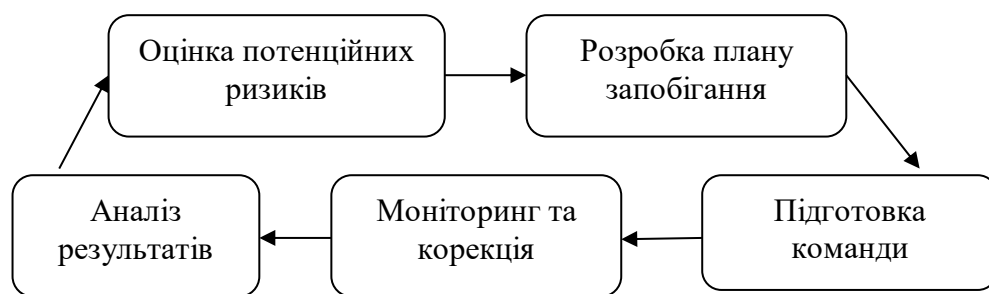 Оцінка потенційних
ризиків
Розробка плану
запобігання
Аналіз
результатів
Моніторинг та
корекція
Підготовка
команди